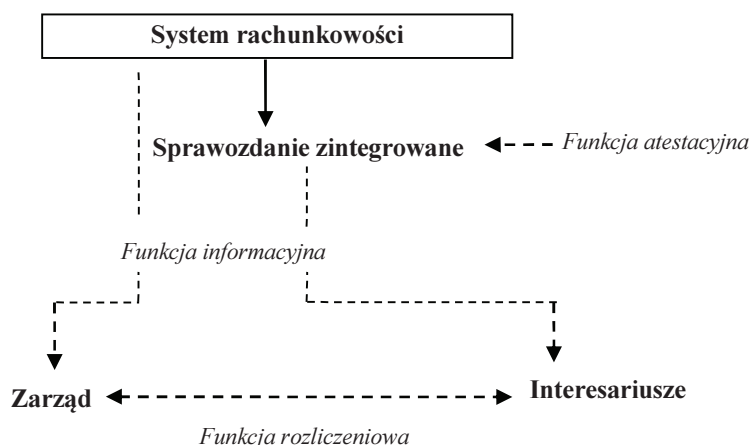 System rachunkowości
Sprawozdanie zintegrowane
Funkcja atestacyjna
Funkcja informacyjna
Zarząd
Interesariusze
Funkcja rozliczeniowa